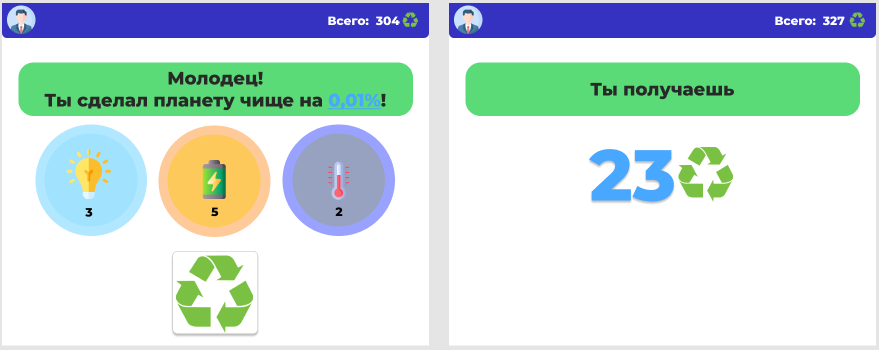 Всего: 304
Молодец!
Ты сделал планету чище на 0,01%!
3
5
2
Всего: 327
Ты получаешь
23